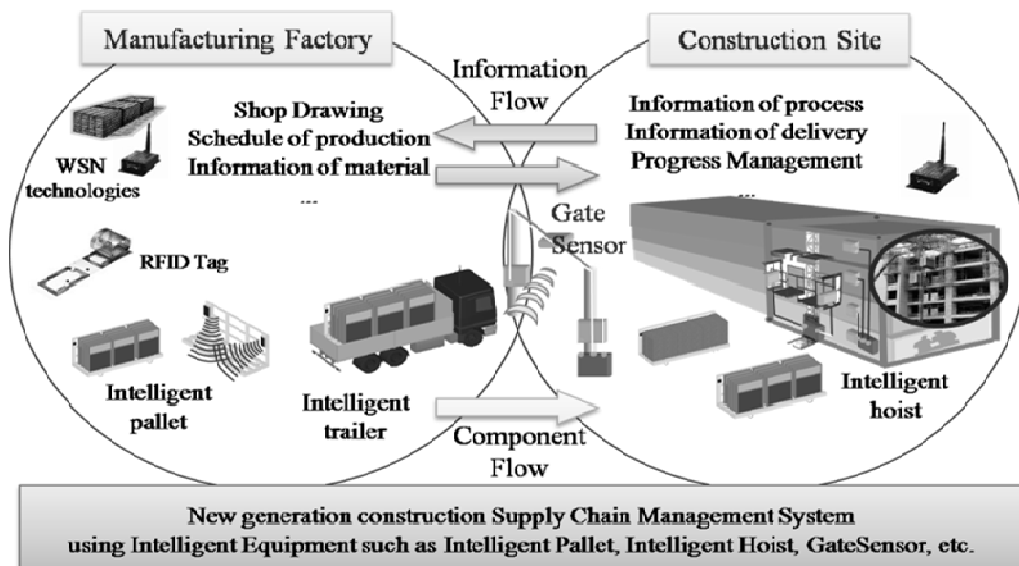 Manufacturing Factory
Construction Site
Information
Flow
Shop Drawing
Schedule of production
Information of material
...
WSN
technologies
RFID Tag
Intelligent
pallet
Intelligent
trailer
Gate
Sensor
Component
Flow
Information of process
Information of delivery
Progress Management
...
Intelligent
hoist
New generation construction Supply Chain Management System
using Intelligent Equipment such as Intelligent Pallet, Intelligent Hoist, GateSensor, etc.